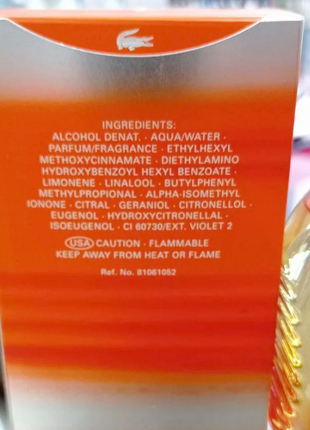 INGREDIENTS:
ALCOHOL DENAT. · AQUA/WATER ·
PARFUM/FRAGRANCE · ETHYLHEXYL
METHOXYCINNAMATE · DIETHYLAMINO
HYDROXYBENZOYL HEXYL BENZOATE ·
LIMONENE · LINALOOL · BUTYLPHENYL
METHYLPROPIONAL · ALPHA-ISOMETHYL
IONONE · CITRAL · GERANIOL · CITRONELLOL ·
EUGENOL · HYDROXYCITRONELLAL ·
ISOEUGENOL · CI 60730/EXT. VIOLET 2
USA CAUTION · FLAMMABLE
KEEP AWAY FROM HEAT OR FLAME
Ref. No. 81061052